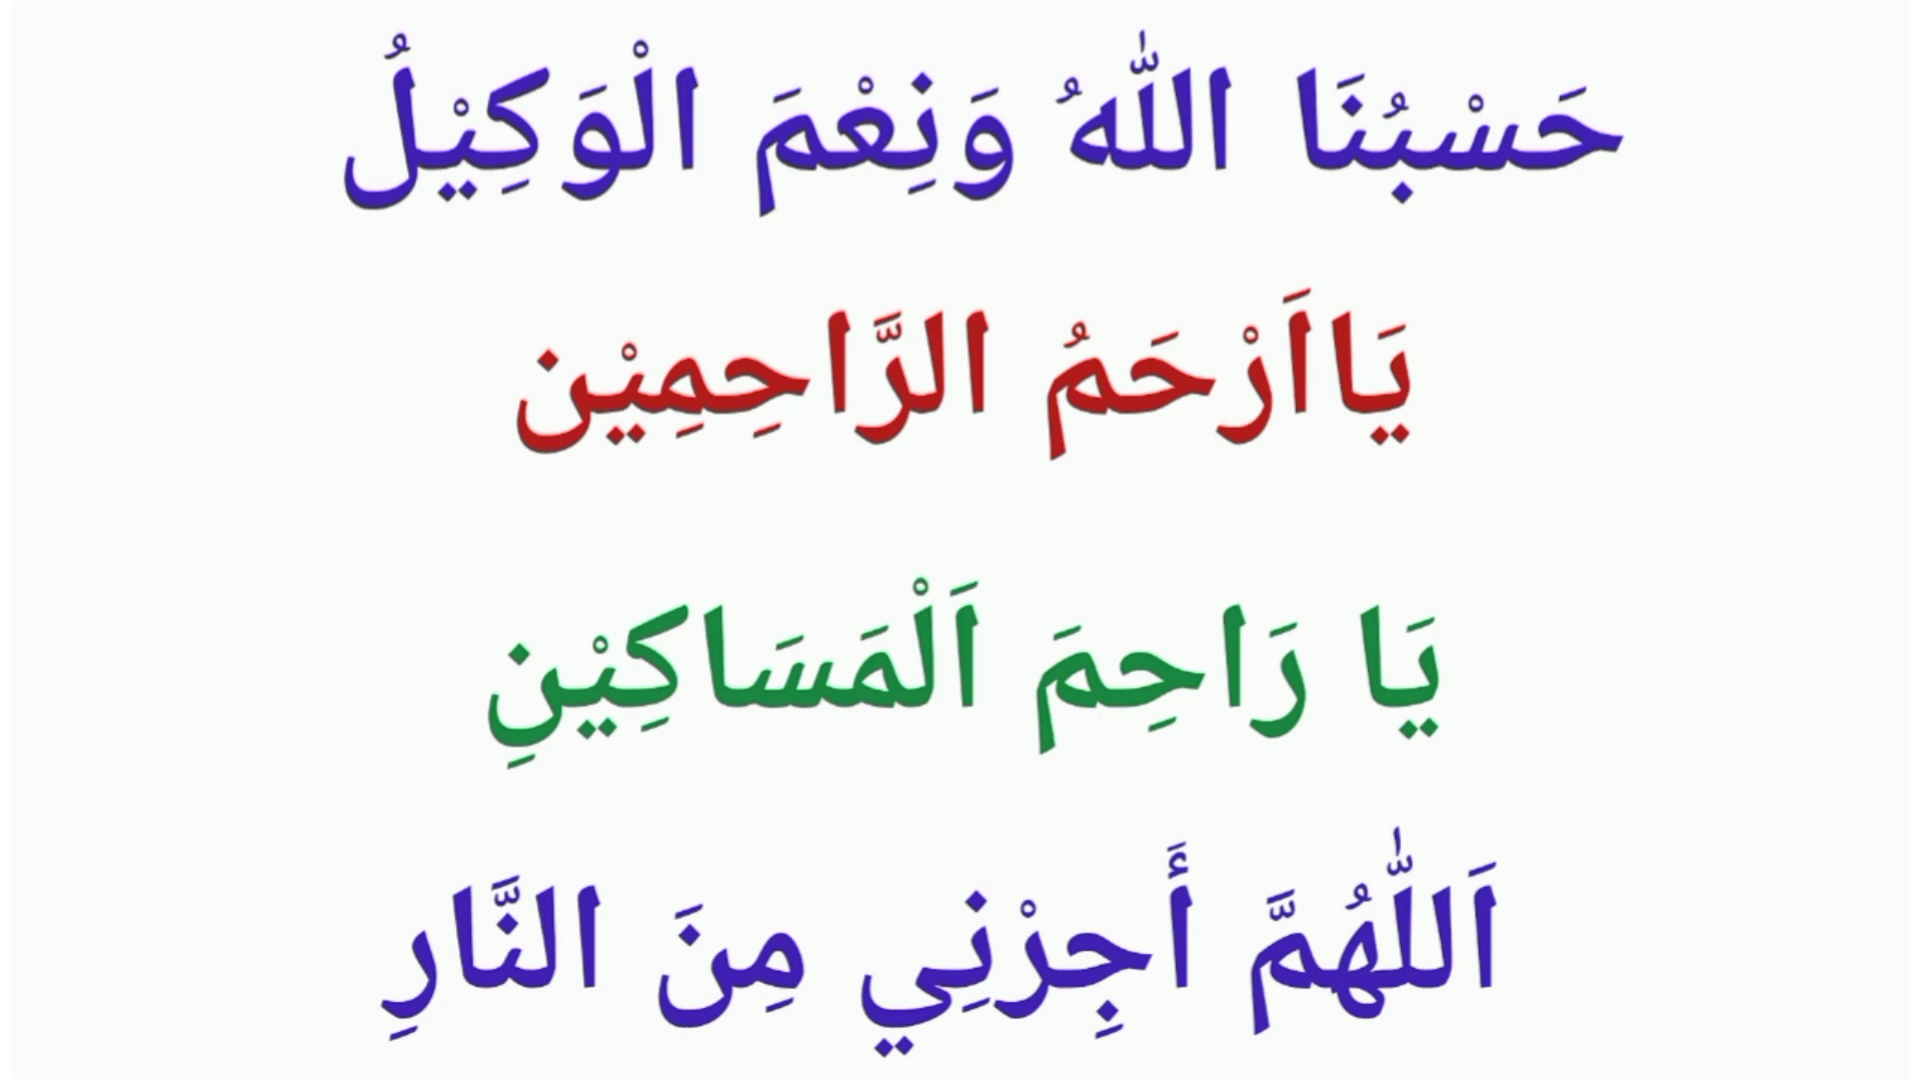 حَسْبُنَا اللّٰهُ وَنِعْمَ الْوَكِيْلُ
يَااَرْحَمُ الرَّاحِمِيْن
يَا رَاحِمَ اَلْمَسَاكِيْنِ
اَللّٰهُمَّ أَجِرْنِي مِنَ النَّارِ